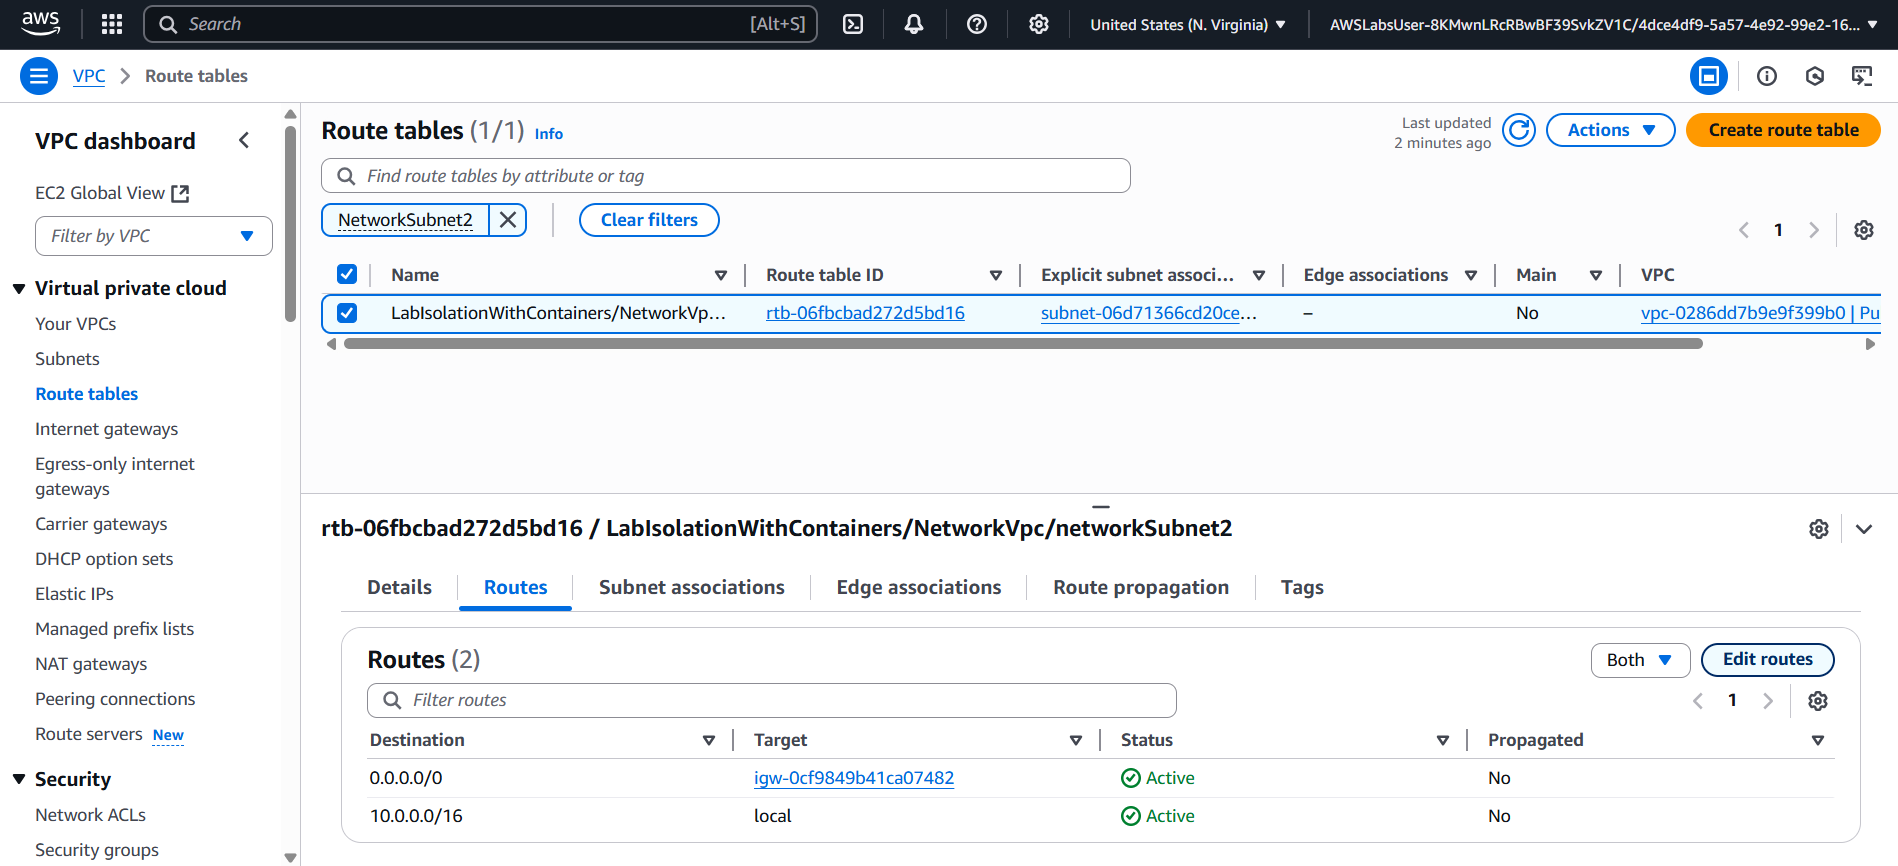 aws
Search [Alt+S] United States (N. Virginia) AWSLabsUser-8KMwnLRcRBwBF39SvkZV1C/4dce4df9-5a57-4e92-99e2-16...
VPC > Route tables
VPC dashboard
EC2 Global View
Filter by VPC
Virtual private cloud
Your VPCs
Subnets
Route tables
Internet gateways
Egress-only internet
gateways
Carrier gateways
DHCP option sets
Elastic IPs
Managed prefix lists
NAT gateways
Peering connections
Route servers New
Security
Network ACLs
Security groups
Route tables (1/1) Info
Last updated
2 minutes ago
Actions
Create route table
Find route tables by attribute or tag
NetworkSubnet2
Clear filters
1
Name Route table ID Explicit subnet associ... Edge associations Main VPC
LabIsolationWithContainers/NetworkVp... rtb-06fbcbad272d5bd16 subnet-06d71366cd20ce... – No vpc-0286dd7b9e9f399b0 | Pu
rtb-06fbcbad272d5bd16 / LabIsolationWithContainers/NetworkVpc/networkSubnet2
Details Routes Subnet associations Edge associations Route propagation Tags
Routes (2)
Both
Edit routes
Filter routes
1
Destination Target Status Propagated
0.0.0.0/0 igw-0cf9849b41ca07482 Active No
10.0.0.0/16 local Active No